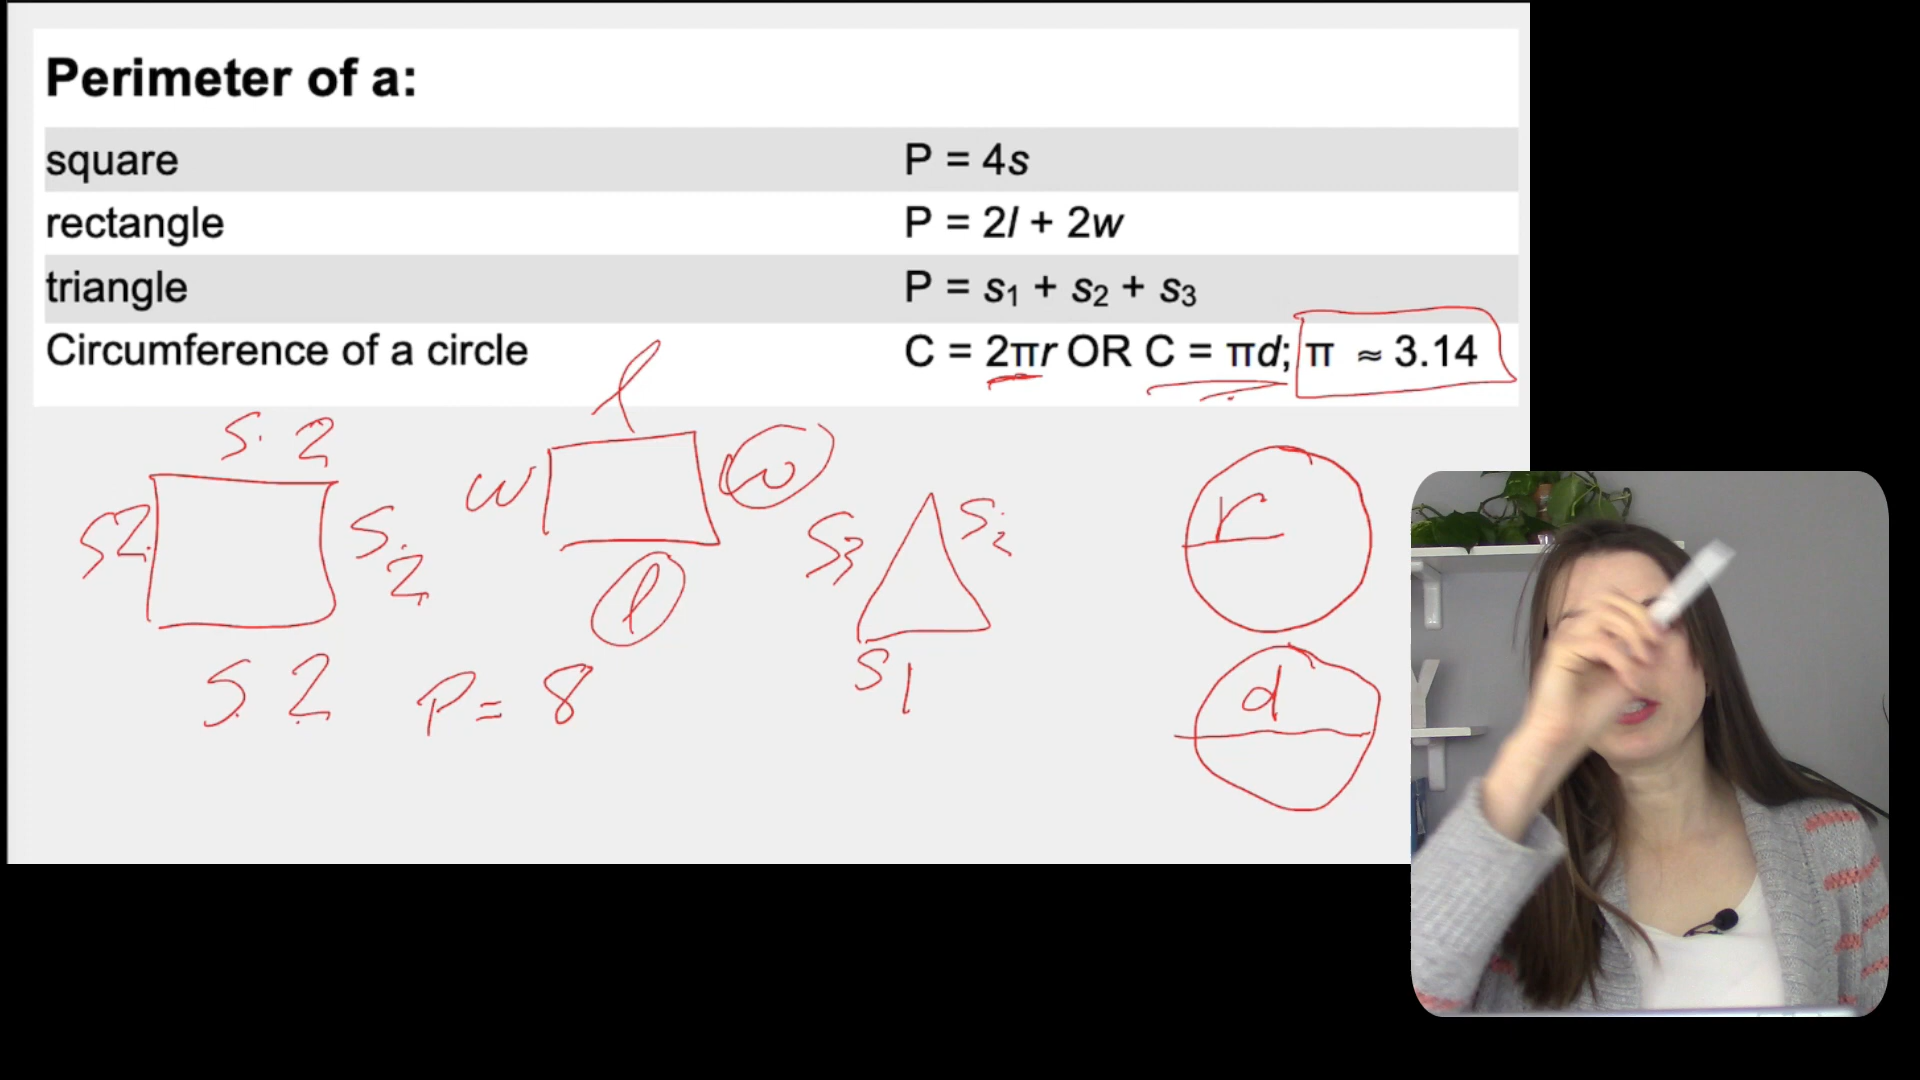 Perimeter of a:
square P = 4s
rectangle P = 2l + 2w
triangle P = s₁ + s₂ + s₃
Circumference of a circle C = 2πr OR C = πd; π ≈ 3.14
s 2
l
s 2
s 2
w
w
s3
s2
r
l
s 2
P = 8
s1
d